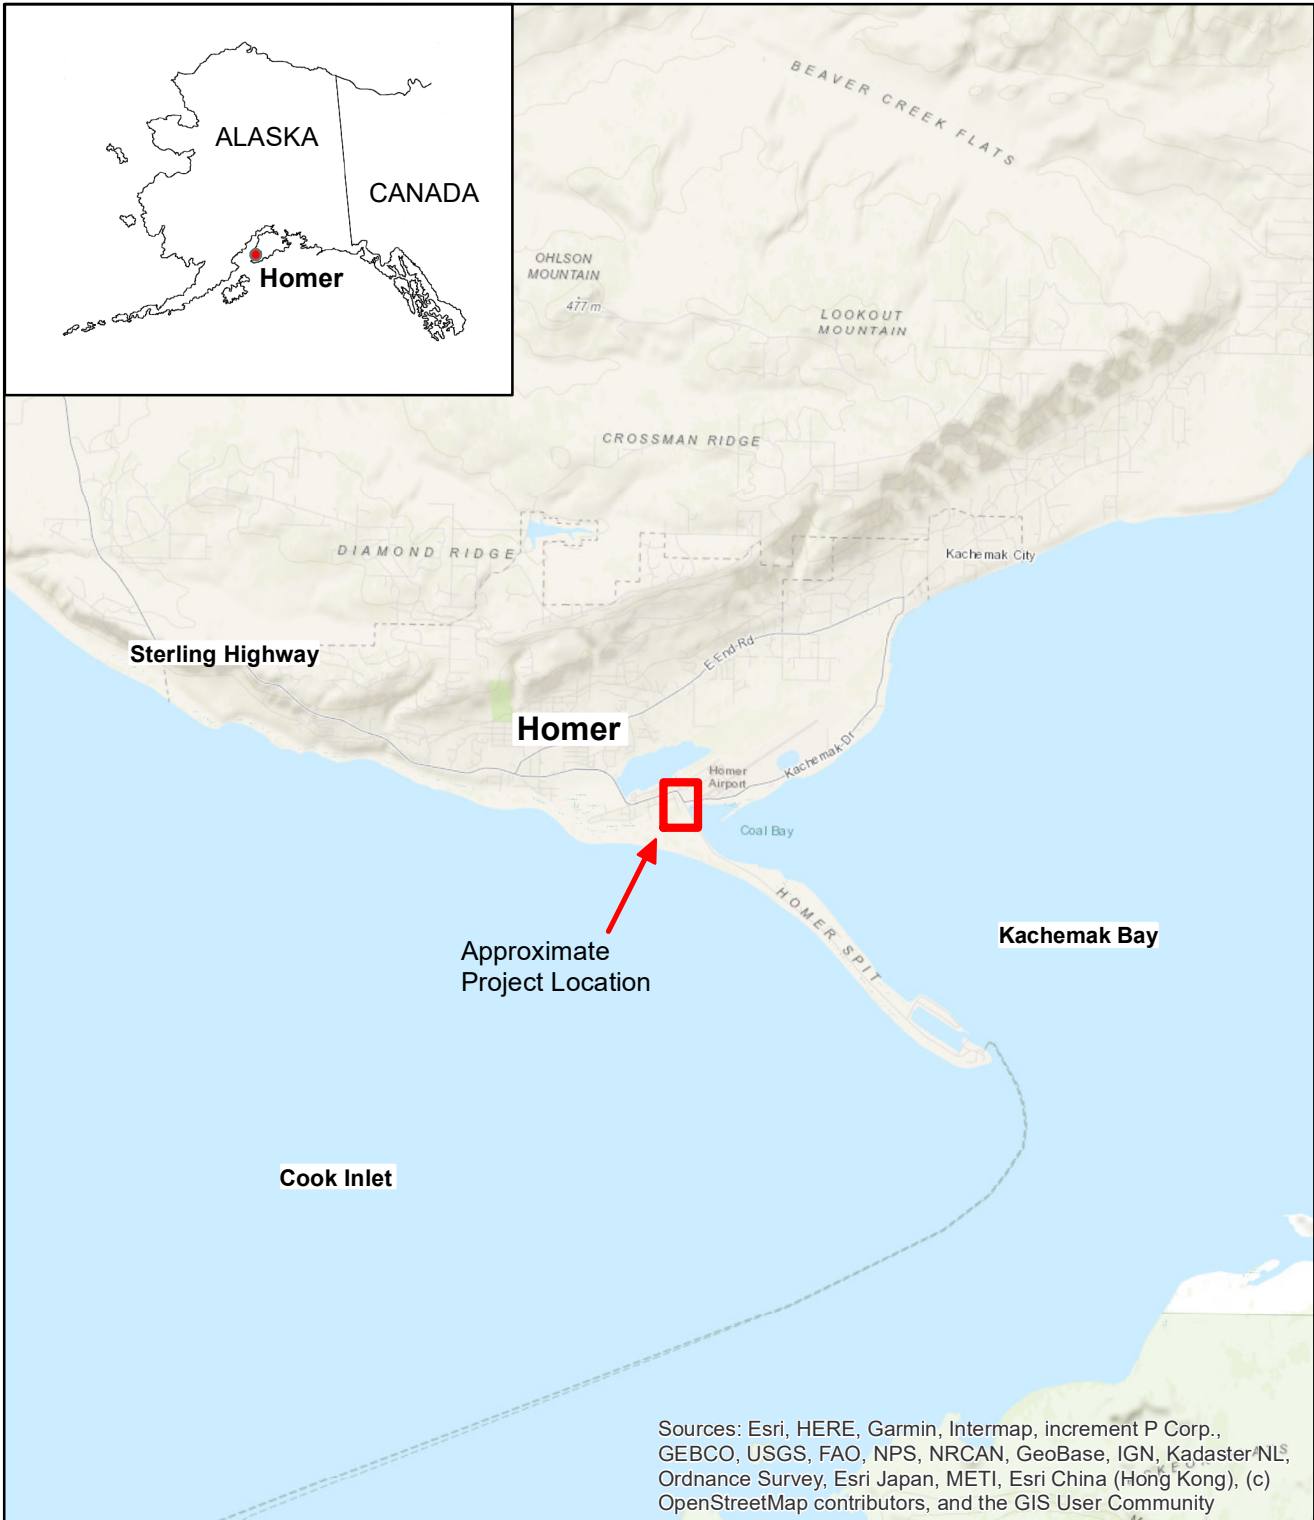 ALASKA
CANADA
Homer
BEAVER CREEK FLATS
OHLSON
MOUNTAIN
477 m
LOOKOUT
MOUNTAIN
CROSSMAN RIDGE
DIAMOND RIDGE
Kachemak City
Sterling Highway
E End Rd
Homer
Homer
Airport
Kachemak Dr
Coal Bay
HOMER SPIT
Approximate
Project Location
Kachemak Bay
Cook Inlet
Sources: Esri, HERE, Garmin, Intermap, increment P Corp.,
GEBCO, USGS, FAO, NPS, NRCAN, GeoBase, IGN, Kadaster NL,
Ordnance Survey, Esri Japan, METI, Esri China (Hong Kong), (c)
OpenStreetMap contributors, and the GIS User Community